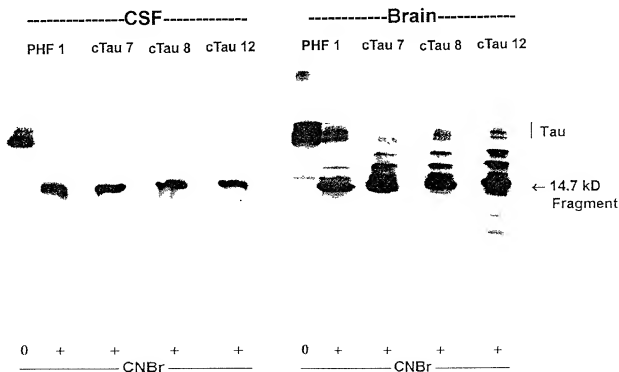 ------------CSF------------
------------Brain------------
PHF 1 cTau 7 cTau 8 cTau 12
PHF 1 cTau 7 cTau 8 cTau 12
Tau
← 14.7 kD
Fragment
0 + + + +
0 + + + +
CNBr
CNBr